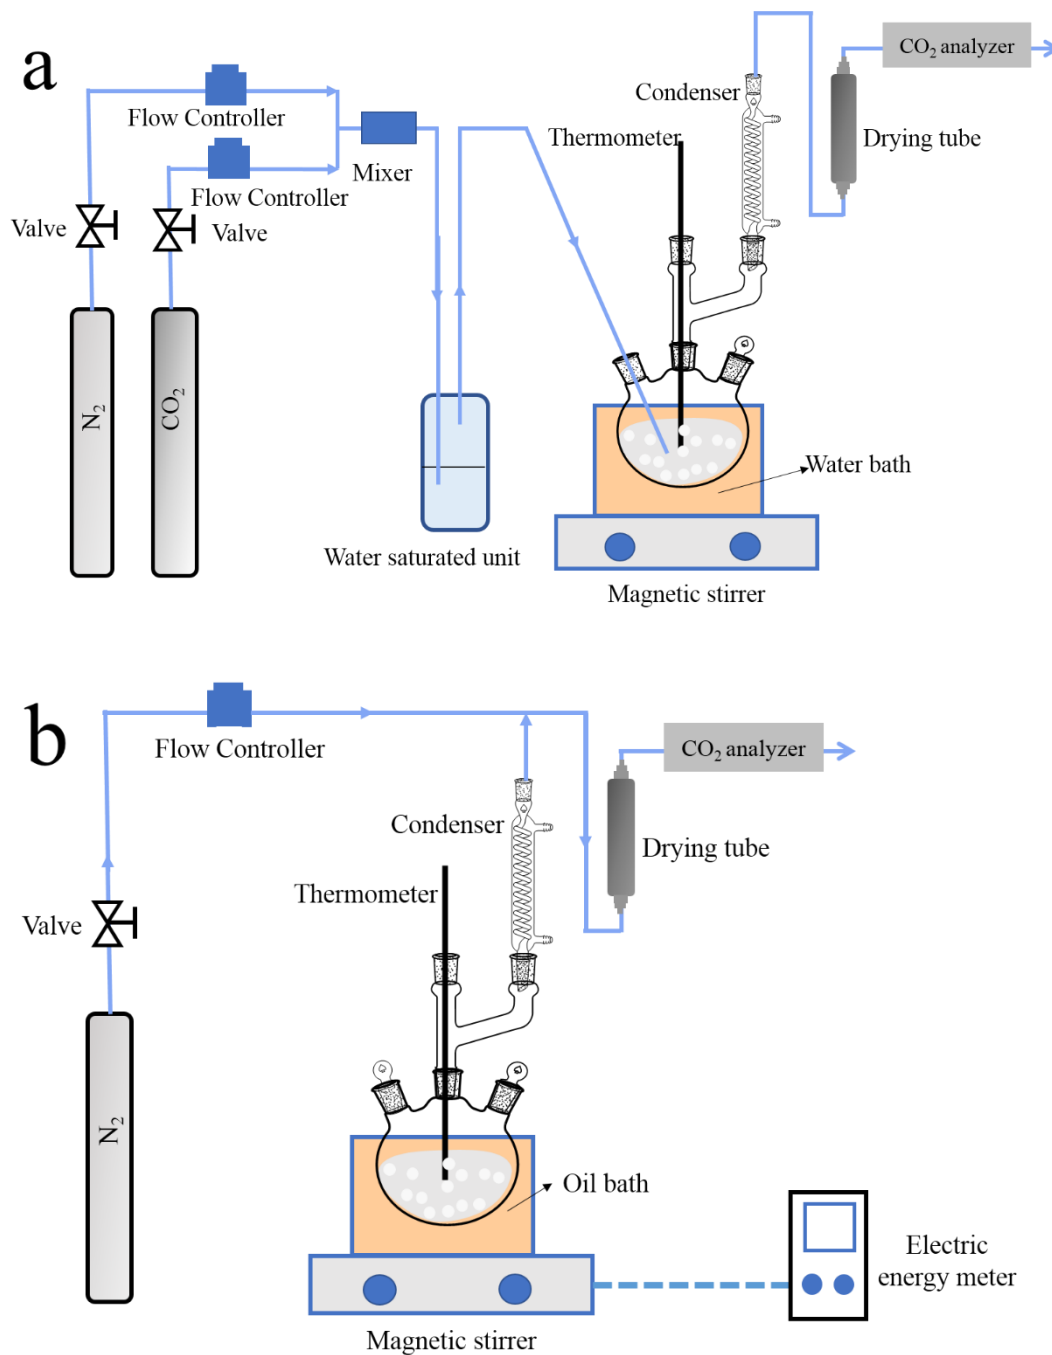 a
CO₂ analyzer
Condenser
Flow Controller
Thermometer
Drying tube
Mixer
Flow Controller
Valve
Valve
N₂
CO₂
Water bath
Water saturated unit
Magnetic stirrer
b
Flow Controller
CO₂ analyzer
Condenser
Drying tube
Thermometer
Valve
N₂
Oil bath
Electric
energy meter
Magnetic stirrer